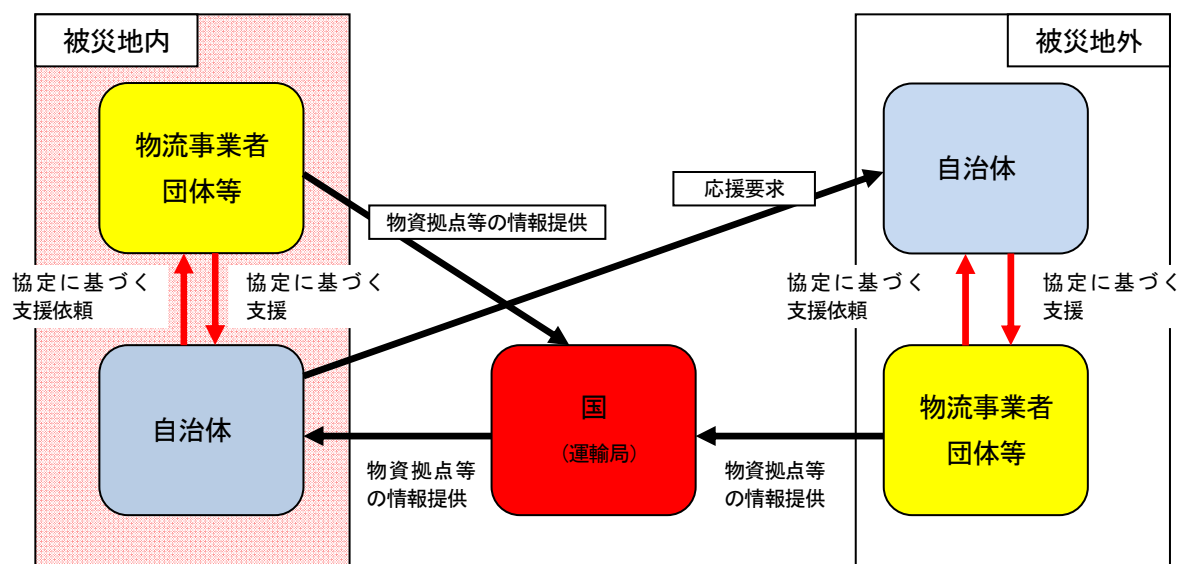 被災地内
被災地外
物流事業者
団体等
自治体
応援要求
物資拠点等の情報提供
協定に基づく
支援依頼
協定に基づく
支援
協定に基づく
支援依頼
協定に基づく
支援
自治体
国
（運輸局）
物流事業者
団体等
物資拠点等
の情報提供
物資拠点等
の情報提供